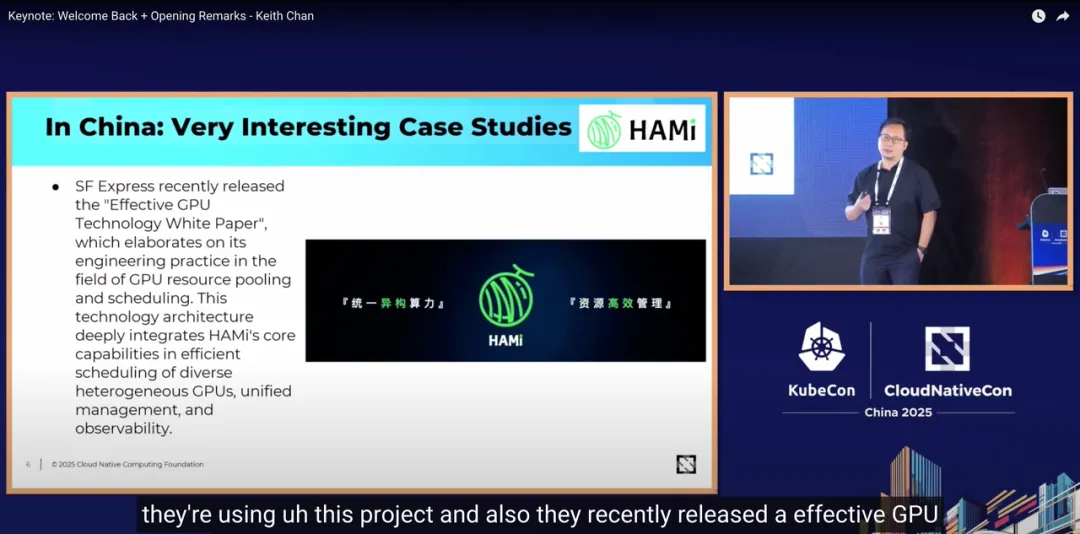 Keynote: Welcome Back + Opening Remarks - Keith Chan
In China: Very Interesting Case Studies
HAMi
● SF Express recently released
the "Effective GPU
Technology White Paper",
which elaborates on its
engineering practice in the
field of GPU resource pooling
and scheduling. This
technology architecture
deeply integrates HAMi's core
capabilities in efficient
scheduling of diverse
heterogeneous GPUs, unified
management, and
observability.
『统一异构算力』
HAMi
『资源高效管理』
6 | © 2025 Cloud Native Computing Foundation
KubeCon
CloudNativeCon
China 2025
they're using uh this project and also they recently released a effective GPU